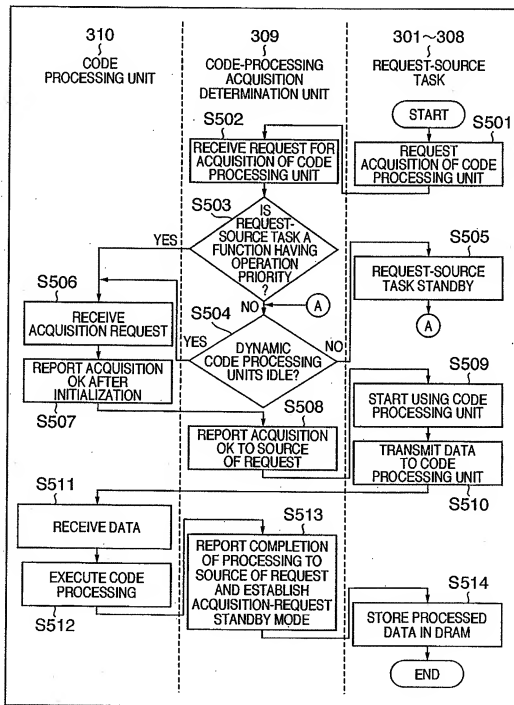 310
CODE
PROCESSING UNIT
309
CODE-PROCESSING
ACQUISITION
DETERMINATION UNIT
301~308
REQUEST-SOURCE
TASK
START
S501
REQUEST
ACQUISITION OF CODE
PROCESSING UNIT
S502
RECEIVE REQUEST FOR
ACQUISITION OF CODE
PROCESSING UNIT
S503
IS
REQUEST-
SOURCE TASK A
FUNCTION HAVING
OPERATION
PRIORITY
?
YES
NO
A
S505
REQUEST-SOURCE
TASK STANDBY
A
S506
RECEIVE
ACQUISITION REQUEST
S504
YES
NO
DYNAMIC
CODE PROCESSING
UNITS IDLE?
REPORT ACQUISITION
OK AFTER
INITIALIZATION
S507
S508
REPORT ACQUISITION
OK TO SOURCE
OF REQUEST
S509
START USING CODE
PROCESSING UNIT
TRANSMIT DATA
TO CODE
PROCESSING UNIT
S510
S511
RECEIVE DATA
EXECUTE CODE
PROCESSING
S512
S513
REPORT COMPLETION
OF PROCESSING TO
SOURCE OF REQUEST
AND ESTABLISH
ACQUISITION-REQUEST
STANDBY MODE
S514
STORE PROCESSED
DATA IN DRAM
END